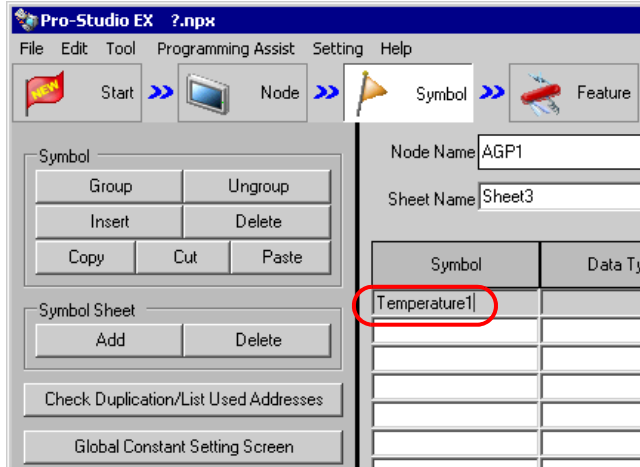 Pro-Studio EX ?.npx
File Edit Tool Programming Assist Setting Help
NEW Start Node Symbol Feature
Symbol
Group Ungroup
Insert Delete
Copy Cut Paste
Symbol Sheet
Add Delete
Check Duplication/List Used Addresses
Global Constant Setting Screen
Node Name AGP1
Sheet Name Sheet3
Symbol Data Ty
Temperature1